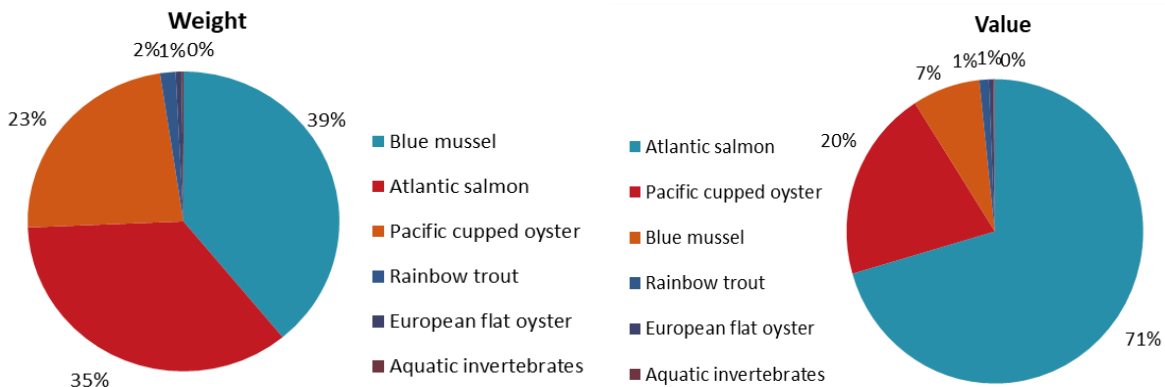 Weight
2% 1% 0%
23%
39%
35%
Blue mussel
Atlantic salmon
Pacific cupped oyster
Rainbow trout
European flat oyster
Aquatic invertebrates
Value
1% 1% 0%
7%
20%
71%
Atlantic salmon
Pacific cupped oyster
Blue mussel
Rainbow trout
European flat oyster
Aquatic invertebrates